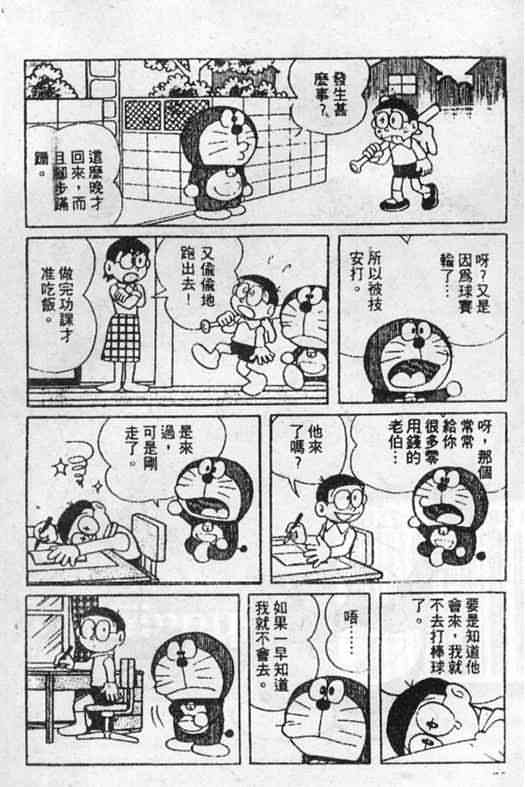 發生甚
麼事?
這麼晚才
回來,而
且腳步蹣
跚。
呀?又是
因爲球賽
輸了…
所以被技
安打。
又偷偷地
跑出去!
做完功課才
准吃飯。
呀,那個
常常
給你
很多零
用錢的
老伯…
他來
了嗎?
是來
過,
可是剛
走了。
要是知道他
會來,我就
不去打棒球
了。
唔……
如果一早知道
我就不會去。